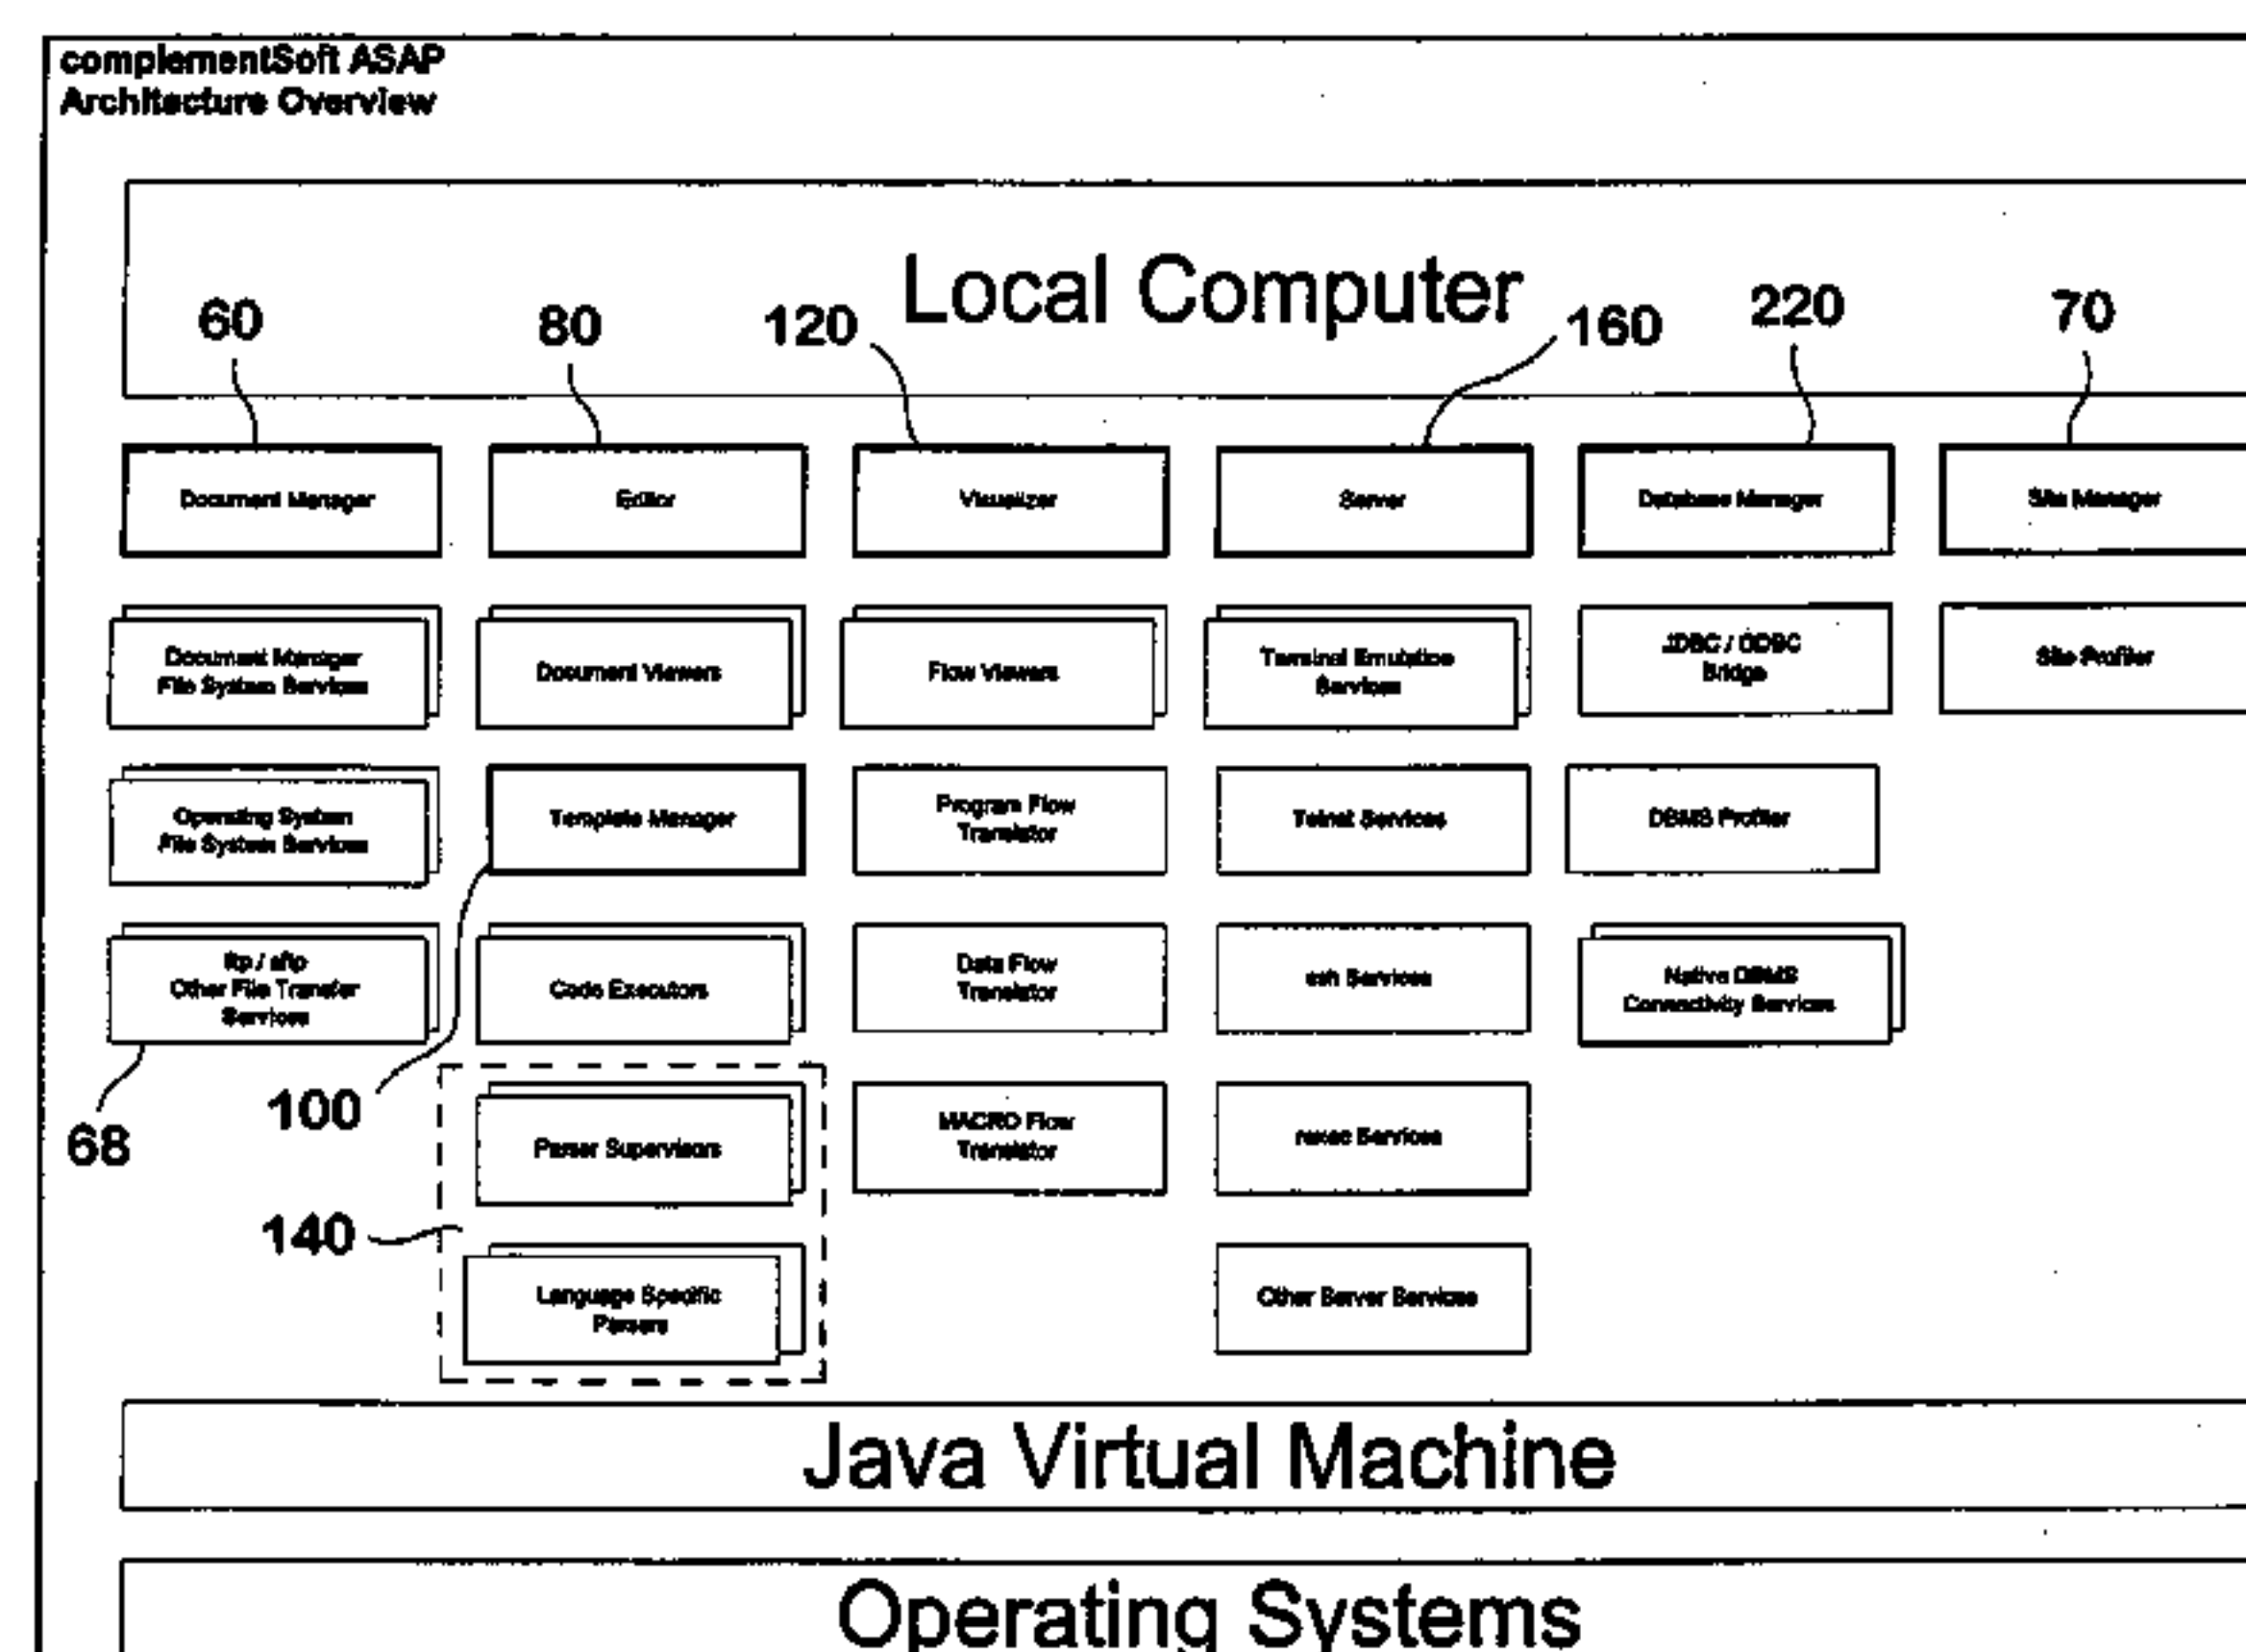 complementSoft ASAP
Architecture Overview
Local Computer
60
80
120
160
220
70
Document Manager
Editor
Visualizer
Server
Database Manager
Site Manager
Document Manager
File System Services
Document Viewers
Flow Viewers
Terminal Emulation
Services
JDBC / ODBC
Bridge
Site Profiler
Operating System
File System Services
Template Manager
Program Flow
Translator
Telnet Services
DBMS Profiler
ftp / sftp
Other File Transfer
Services
Code Executors
Data Flow
Translator
ssh Services
Native DBMS
Connectivity Services
68
100
Parser Supervisors
MACRO Flow
Translator
rexec Services
140
Language Specific
Parsers
Other Server Services
Java Virtual Machine
Operating Systems